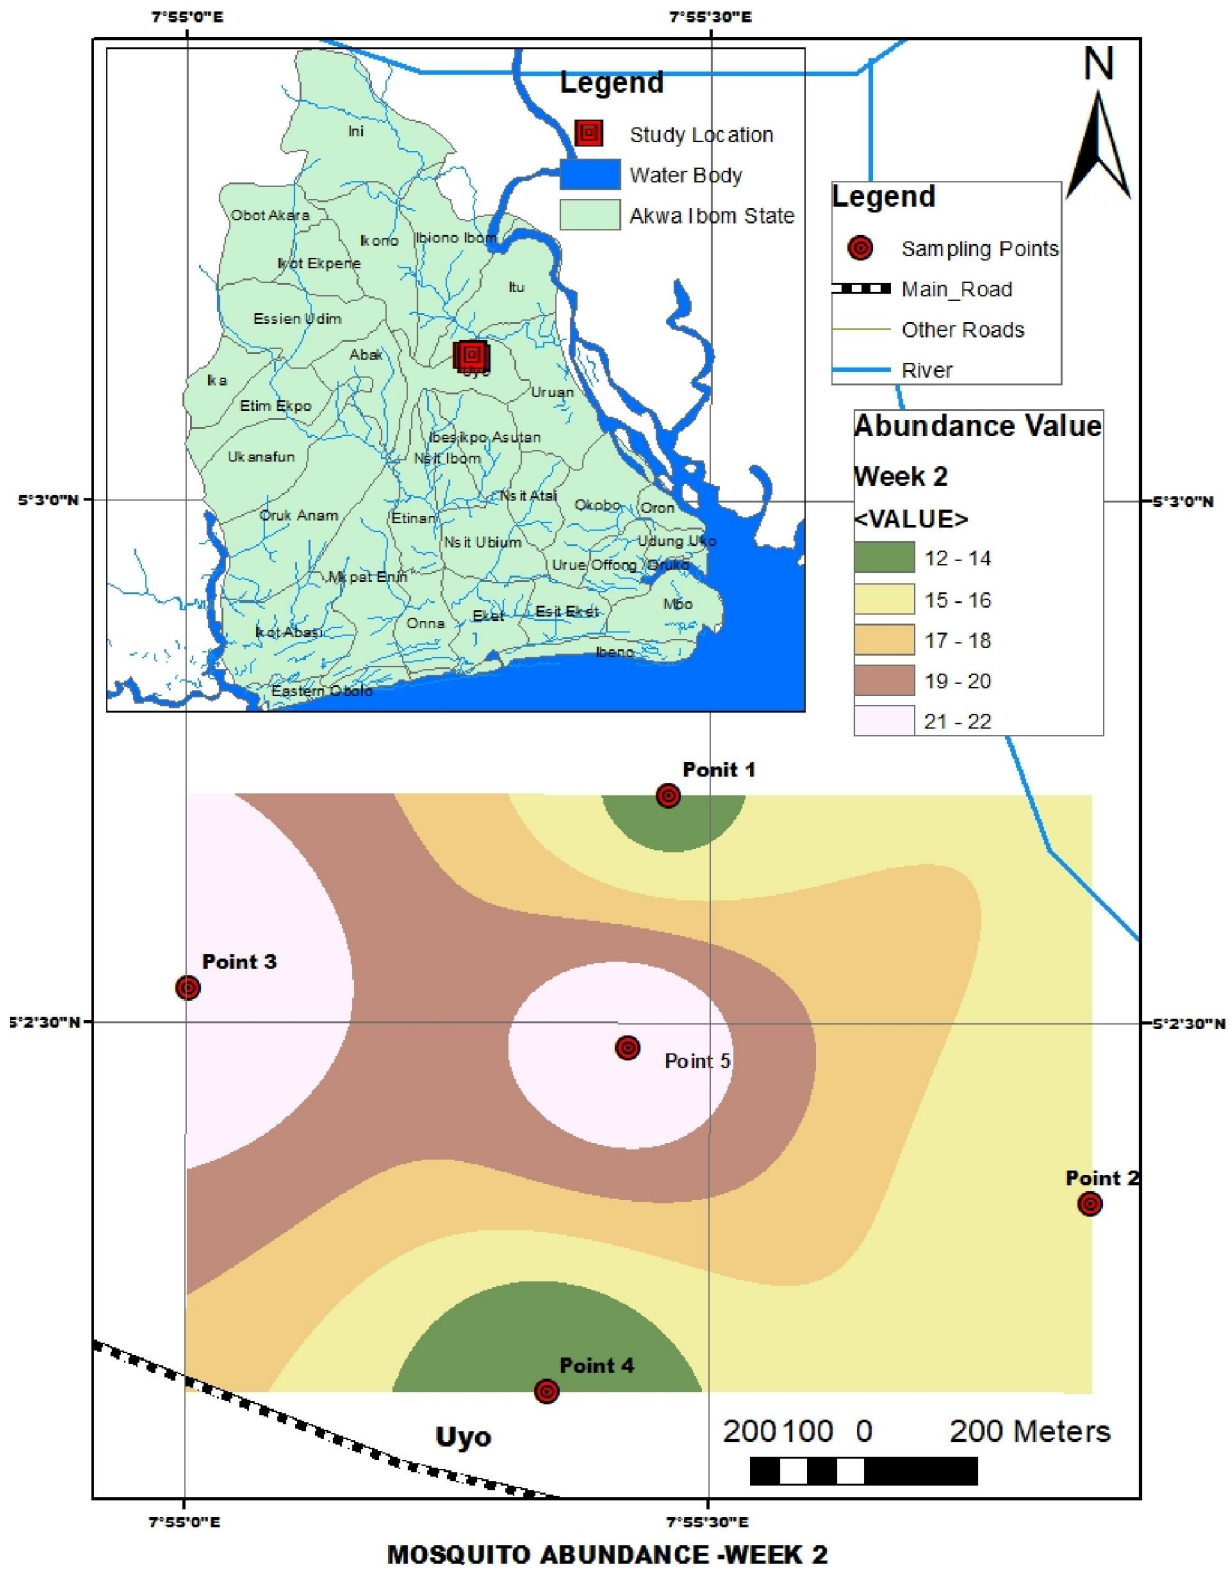 7°55'0"E 7°55'30"E
N
Legend
Study Location
Water Body
Akwa Ibom State
Legend
Sampling Points
Main_Road
Other Roads
River
Ini
Obot Akara
Ikono
Ibiono Ibom
Ikot Ekpene
Itu
Essien Udim
Abak
Uyo
Ika
Uruan
Etim Ekpo
Ibesikpo Asutan
Ukanafun
Nsit Ibom
Nsit Atai
Okobo
Oron
Oruk Anam
Etinan
Nsit Ubium
Udung Uko
Urue Offong Oruko
Mkpat Enin
Mbo
Esit Eket
Eket
Onna
Ikot Abasi
Ibeno
Eastern Obolo
5°3'0"N 5°3'0"N
Abundance Value
Week 2
<VALUE>
12 - 14
15 - 16
17 - 18
19 - 20
21 - 22
Ponit 1
Point 3
5°2'30"N 5°2'30"N
Point 5
Point 2
Point 4
Uyo
200 100 0 200 Meters
7°55'0"E 7°55'30"E
MOSQUITO ABUNDANCE -WEEK 2